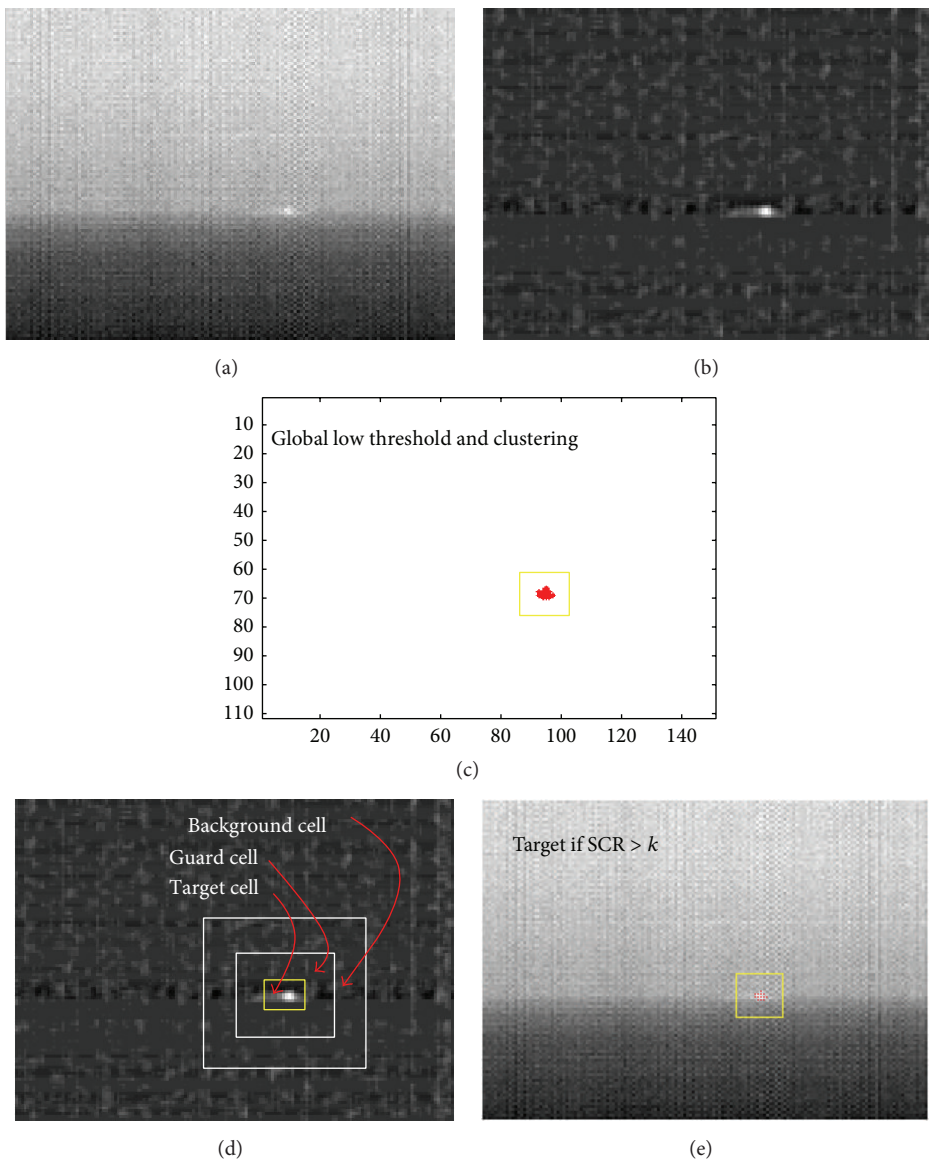 (a)
(b)
Global low threshold and clustering
10
20
30
40
50
60
70
80
90
100
110
20 40 60 80 100 120 140
(c)
Background cell
Guard cell
Target cell
(d)
Target if SCR > k
(e)